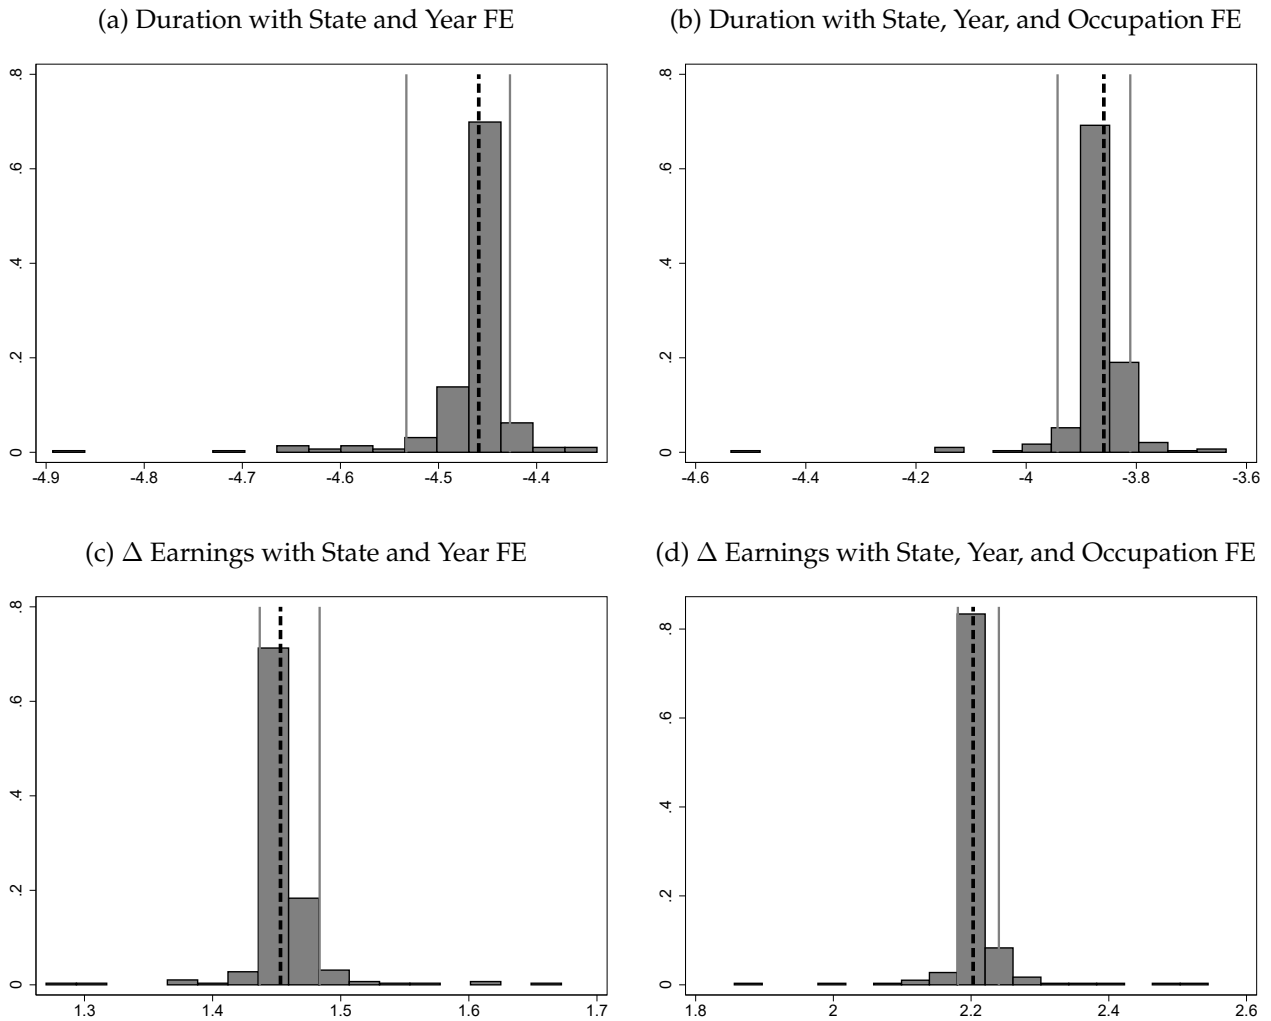 (a) Duration with State and Year FE
(b) Duration with State, Year, and Occupation FE
.8
.6
.4
.2
0
-4.9 -4.8 -4.7 -4.6 -4.5 -4.4
.8
.6
.4
.2
0
-4.6 -4.4 -4.2 -4 -3.8 -3.6
(c) Δ Earnings with State and Year FE
(d) Δ Earnings with State, Year, and Occupation FE
.8
.6
.4
.2
0
1.3 1.4 1.5 1.6 1.7
.8
.6
.4
.2
0
1.8 2 2.2 2.4 2.6